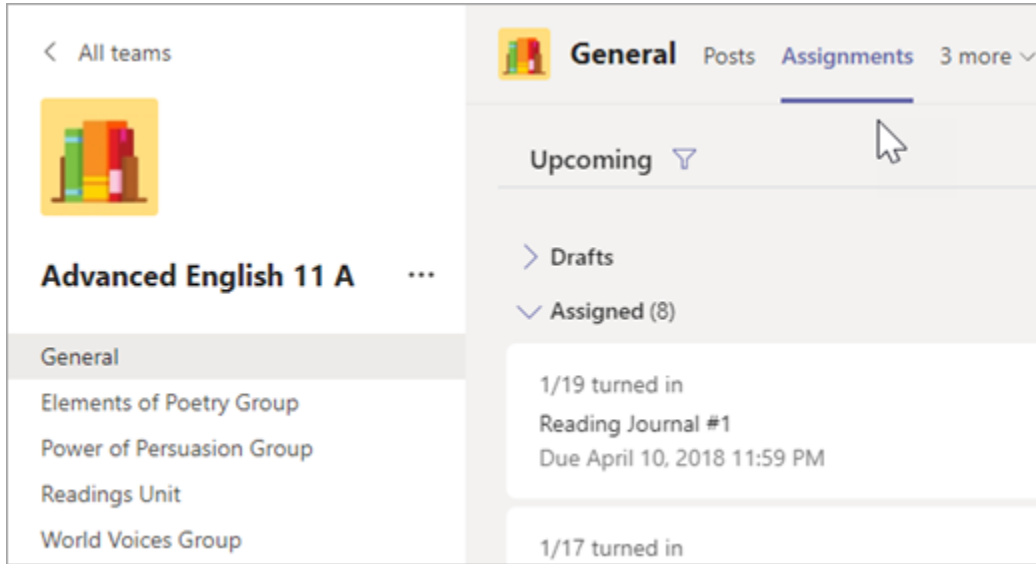 All teams
Advanced English 11 A
General
Elements of Poetry Group
Power of Persuasion Group
Readings Unit
World Voices Group
General Posts Assignments 3 more
Upcoming
Drafts
Assigned (8)
1/19 turned in
Reading Journal #1
Due April 10, 2018 11:59 PM
1/17 turned in